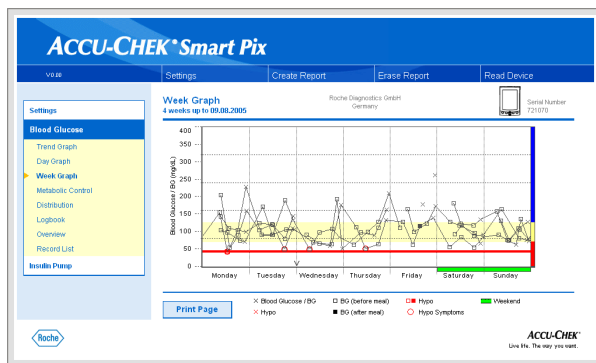 ACCU-CHEK® Smart Pix
V 0.00
Settings
Create Report
Erase Report
Read Device
Settings
Blood Glucose
Trend Graph
Day Graph
Week Graph
Metabolic Control
Distribution
Logbook
Overview
Record List
Insulin Pump
Week Graph
4 weeks up to 09.08.2005
Roche Diagnostics GmbH
Germany
Serial Number
721070
Blood Glucose / BG (mg/dL)
400
350
300
250
200
150
100
50
0
Monday Tuesday Wednesday Thursday Friday Saturday Sunday
Print Page
Blood Glucose / BG
BG (before meal)
Hypo
Weekend
Hypo
BG (after meal)
Hypo Symptoms
Roche
ACCU-CHEK®
Live life. The way you want.